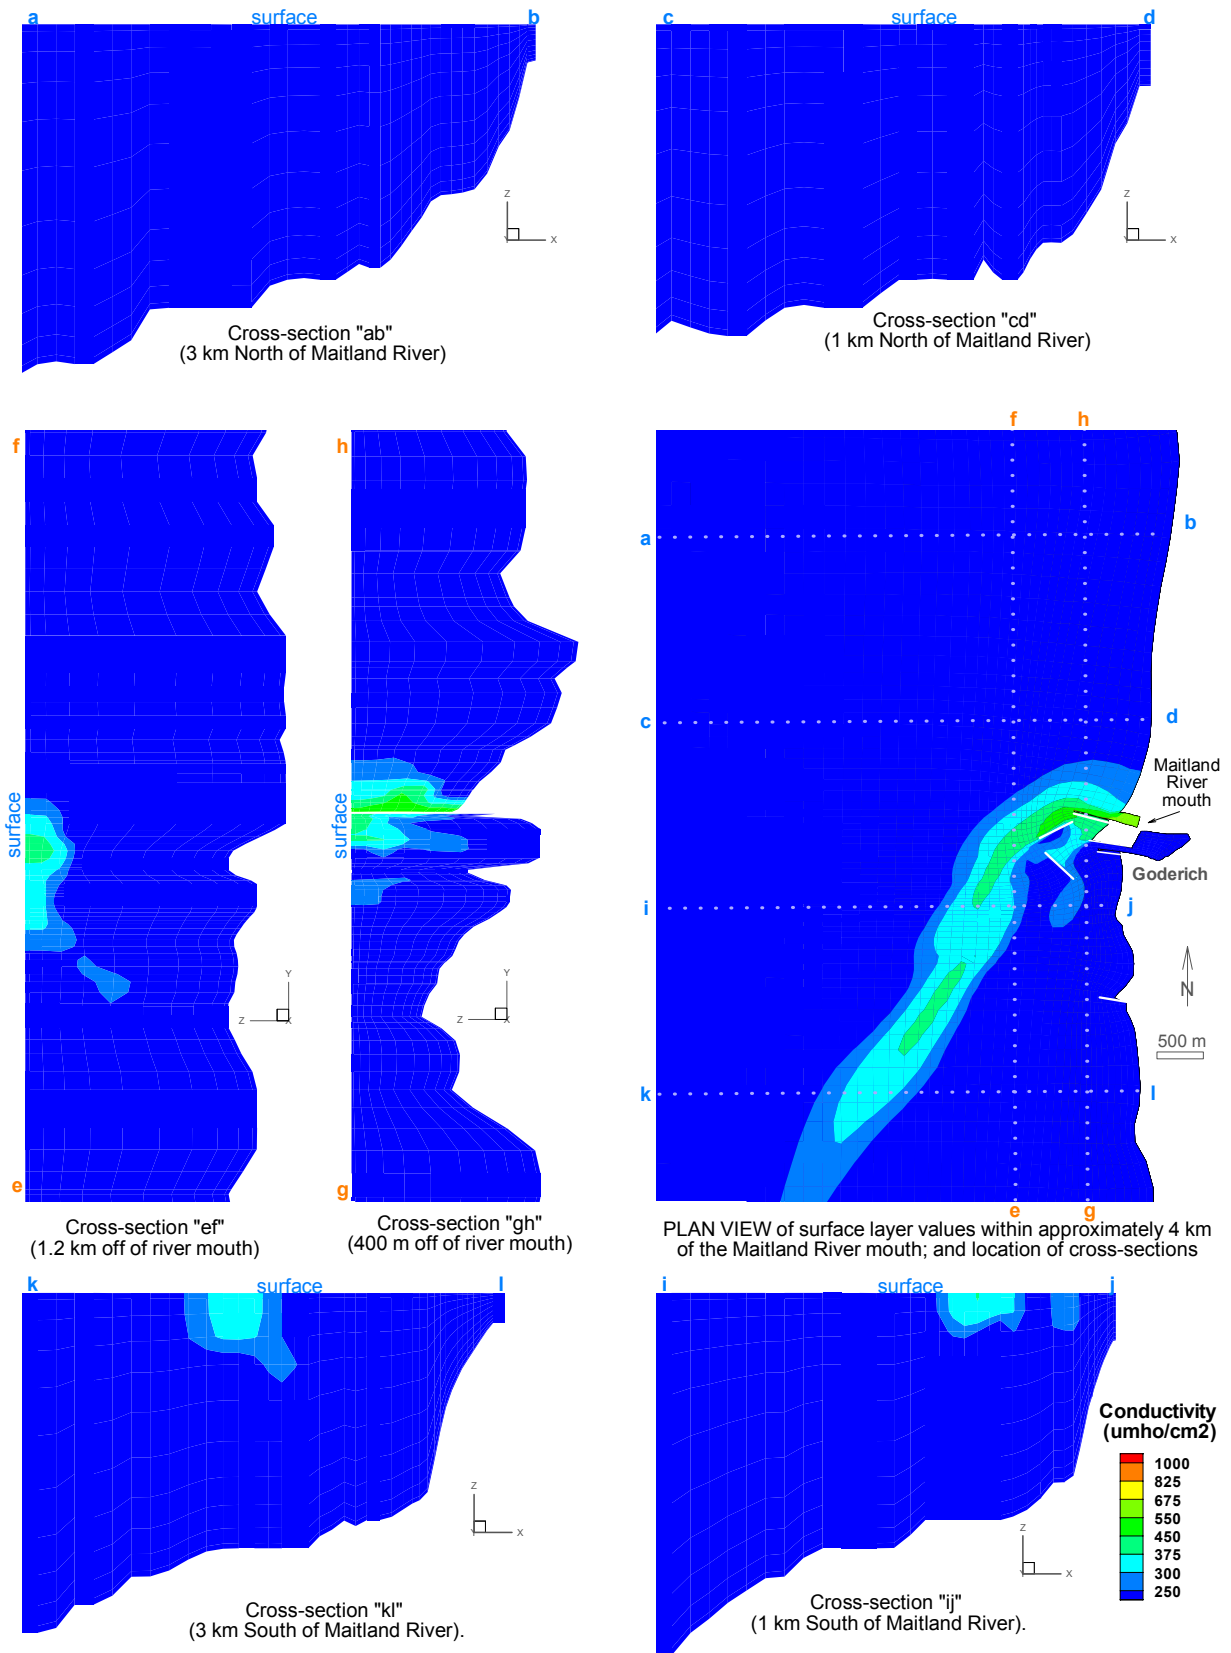 a surface b
c surface d
Z
X
Y
Z
X
Y
Cross-section "ab"
(3 km North of Maitland River)
Cross-section "cd"
(1 km North of Maitland River)
f
h
f h
a
b
c
d
surface
surface
Maitland
River
mouth
Goderich
i
j
N
500 m
k
l
Y
Z X
Y
Z X
e
g
e g
Cross-section "ef"
(1.2 km off of river mouth)
Cross-section "gh"
(400 m off of river mouth)
PLAN VIEW of surface layer values within approximately 4 km
of the Maitland River mouth; and location of cross-sections
k surface l
i surface j
Z
Y X
Z
Y X
Conductivity
(umho/cm2)
1000
825
675
550
450
375
300
250
Cross-section "kl"
(3 km South of Maitland River).
Cross-section "ij"
(1 km South of Maitland River).